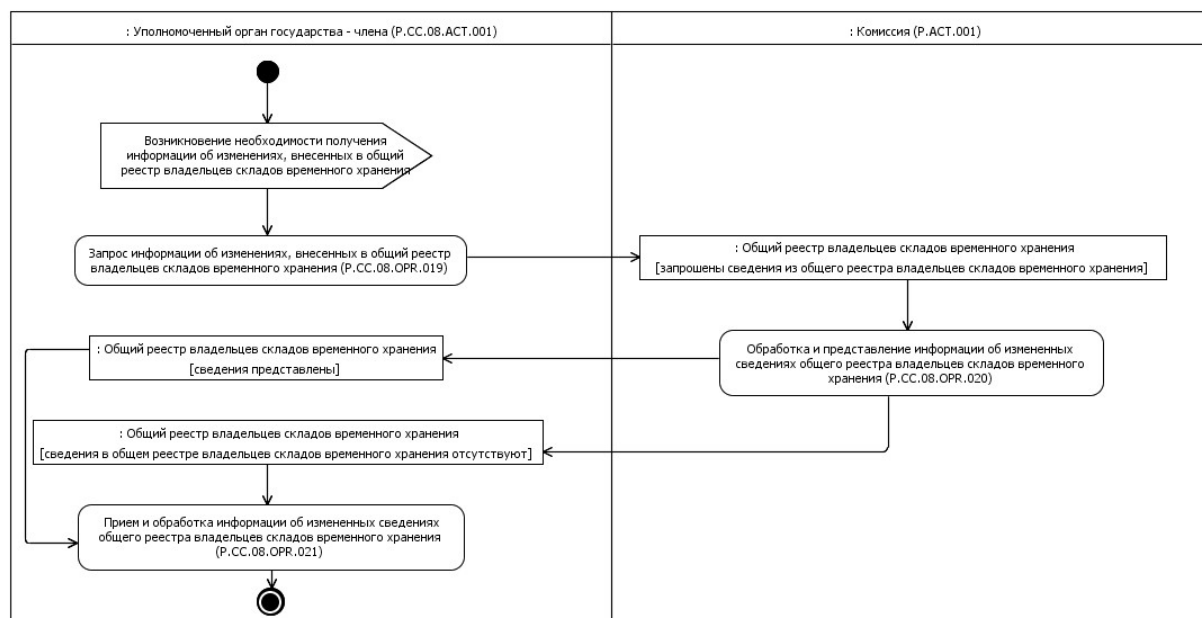 : Уполномоченный орган государства - члена (P.CC.08.ACT.001)
: Комиссия (P.ACT.001)
Возникновение необходимости получения
информации об изменениях, внесенных в общий
реестр владельцев складов временного хранения
Запрос информации об изменениях, внесенных в общий реестр
владельцев складов временного хранения (P.CC.08.OPR.019)
: Общий реестр владельцев складов временного хранения
[запрошены сведения из общего реестра владельцев складов временного хранения]
: Общий реестр владельцев складов временного хранения
[сведения представлены]
Обработка и представление информации об измененных
сведениях общего реестра владельцев складов временного
хранения (P.CC.08.OPR.020)
: Общий реестр владельцев складов временного хранения
[сведения в общем реестре владельцев складов временного хранения отсутствуют]
Прием и обработка информации об измененных сведениях
общего реестра владельцев складов временного хранения
(P.CC.08.OPR.021)